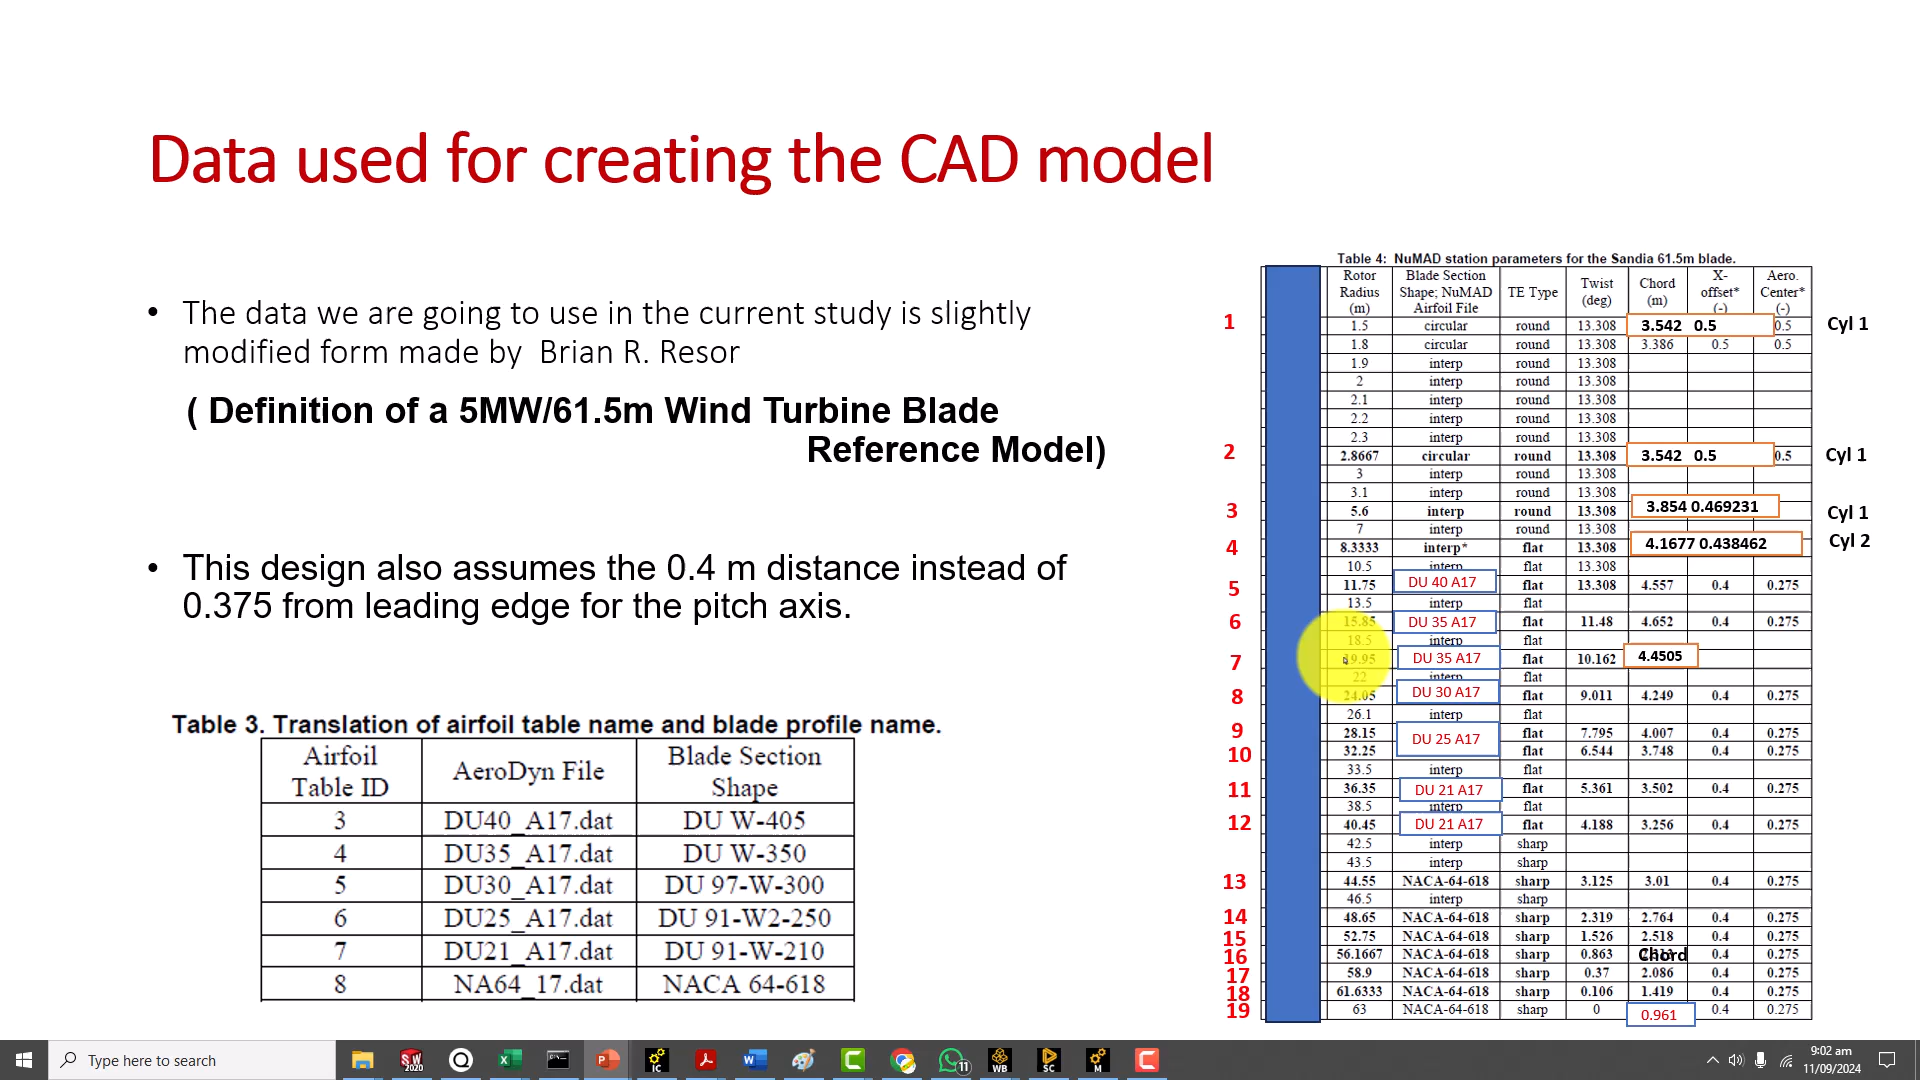 Data used for creating the CAD model
• The data we are going to use in the current study is slightly
modified form made by Brian R. Resor
( Definition of a 5MW/61.5m Wind Turbine Blade
Reference Model)
• This design also assumes the 0.4 m distance instead of
0.375 from leading edge for the pitch axis.
Table 3. Translation of airfoil table name and blade profile name.
Airfoil Table ID AeroDyn File Blade Section Shape
3 DU40_A17.dat DU W-405
4 DU35_A17.dat DU W-350
5 DU30_A17.dat DU 97-W-300
6 DU25_A17.dat DU 91-W2-250
7 DU21_A17.dat DU 91-W-210
8 NA64_17.dat NACA 64-618
Table 4: NuMAD station parameters for the Sandia 61.5m blade.
Rotor Radius (m) Blade Section Shape; NuMAD Airfoil File TE Type Twist (deg) Chord (m) X-offset* (-) Aero. Center* (-)
1 1.5 circular round 13.308 3.542 0.5 0.5 Cyl 1
1.8 circular round 13.308 3.386 0.5 0.5
1.9 interp round 13.308
2 interp round 13.308
2.1 interp round 13.308
2.2 interp round 13.308
2.3 interp round 13.308
2 2.8667 circular round 13.308 3.542 0.5 0.5 Cyl 1
3 interp round 13.308
3.1 interp round 13.308
3 5.6 interp round 13.308 3.854 0.469231 Cyl 1
7 interp round 13.308
4 8.3333 interp* flat 13.308 4.1677 0.438462 Cyl 2
10.5 interp flat 13.308
5 11.75 DU 40 A17 flat 13.308 4.557 0.4 0.275
13.5 interp flat
6 15.85 DU 35 A17 flat 11.48 4.652 0.4 0.275
18.5 interp flat
7 19.95 DU 35 A17 flat 10.162 4.4505
22 interp flat
8 24.05 DU 30 A17 flat 9.011 4.249 0.4 0.275
26.1 interp flat
9 28.15 DU 25 A17 flat 7.795 4.007 0.4 0.275
10 32.25 flat 6.544 3.748 0.4 0.275
33.5 interp flat
11 36.35 DU 21 A17 flat 5.361 3.502 0.4 0.275
38.5 interp flat
12 40.45 DU 21 A17 flat 4.188 3.256 0.4 0.275
42.5 interp sharp
43.5 interp sharp
13 44.55 NACA-64-618 sharp 3.125 3.01 0.4 0.275
46.5 interp sharp
14 48.65 NACA-64-618 sharp 2.319 2.764 0.4 0.275
15 52.75 NACA-64-618 sharp 1.526 2.518 0.4 0.275
16 56.1667 NACA-64-618 sharp 0.863 Chord 0.4 0.275
17 58.9 NACA-64-618 sharp 0.37 2.086 0.4 0.275
18 61.6333 NACA-64-618 sharp 0.106 1.419 0.4 0.275
19 63 NACA-64-618 sharp 0 0.961 0.4 0.275
Type here to search
SW 2020
IC
11
WB
SC
M
9:02 am
11/09/2024